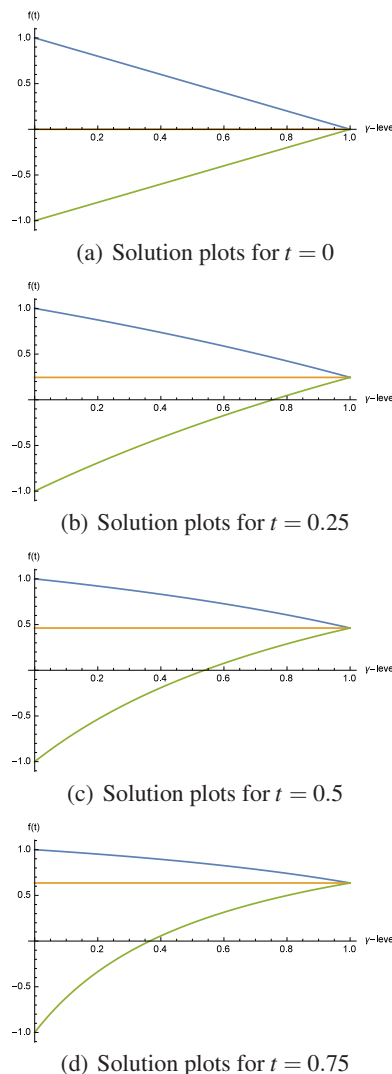 f(t)
1.0
0.5
0.2 0.4 0.6 0.8 1.0 γ-leve
-0.5
-1.0
(a) Solution plots for t = 0
f(t)
1.0
0.5
0.2 0.4 0.6 0.8 1.0 γ-leve
-0.5
-1.0
(b) Solution plots for t = 0.25
f(t)
1.0
0.5
0.2 0.4 0.6 0.8 1.0 γ-leve
-0.5
-1.0
(c) Solution plots for t = 0.5
f(t)
1.0
0.5
0.2 0.4 0.6 0.8 1.0 γ-leve
-0.5
-1.0
(d) Solution plots for t = 0.75